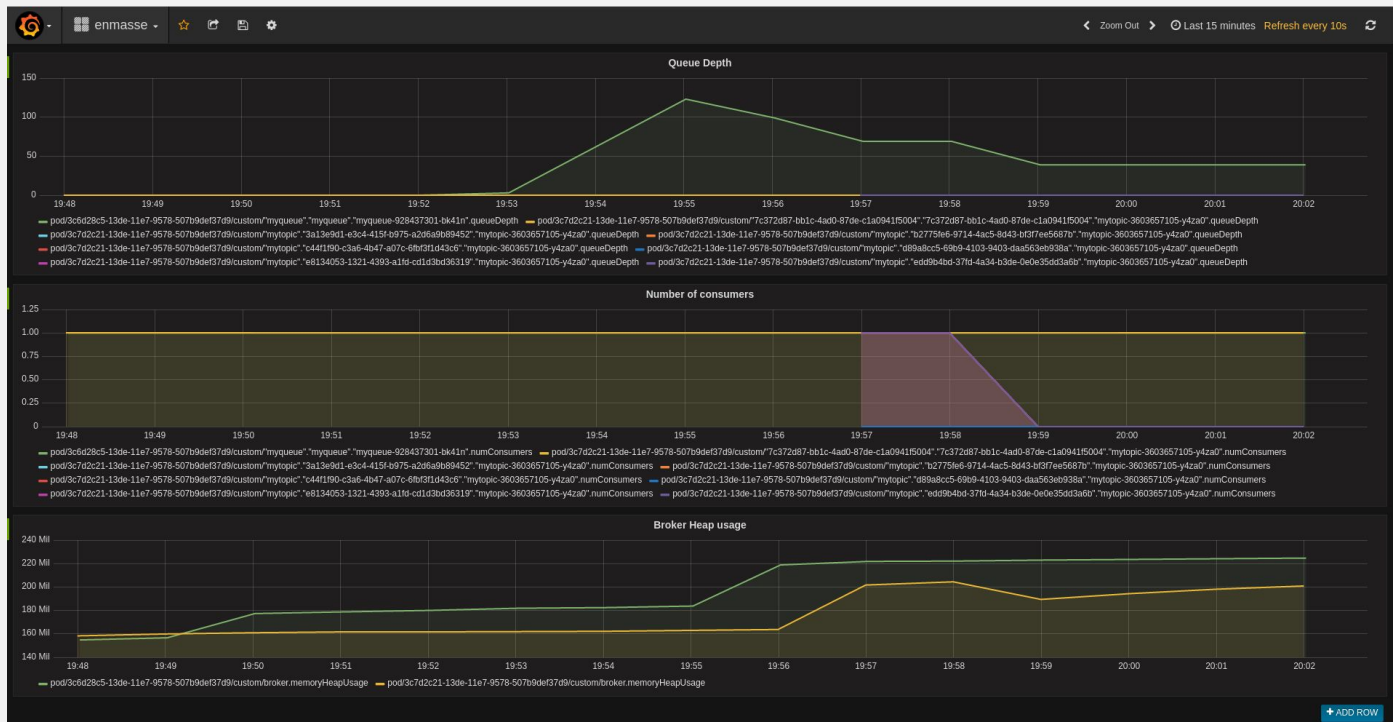 enmasse
Zoom Out
Last 15 minutes Refresh every 10s
Queue Depth
150
100
50
0
19:48 19:49 19:50 19:51 19:52 19:53 19:54 19:55 19:56 19:57 19:58 19:59 20:00 20:01 20:02
pod/3c6d28c5-13de-11e7-9578-507b9def37d9/custom/"myqueue"."myqueue"."myqueue-928437301-bk41n".queueDepth pod/3c7d2c21-13de-11e7-9578-507b9def37d9/custom/"7c372d87-bb1c-4ad0-87de-c1a0941f5004"."7c372d87-bb1c-4ad0-87de-c1a0941f5004"."mytopic-3603657105-y4za0".queueDepth
pod/3c7d2c21-13de-11e7-9578-507b9def37d9/custom/"mytopic"."3a13e9d1-e3c4-415f-b975-a2d6a9b89452"."mytopic-3603657105-y4za0".queueDepth pod/3c7d2c21-13de-11e7-9578-507b9def37d9/custom/"mytopic"."b2775fe6-9714-4ac5-8d43-bf3f7ee5687b"."mytopic-3603657105-y4za0".queueDepth
pod/3c7d2c21-13de-11e7-9578-507b9def37d9/custom/"mytopic"."c44f1f90-c3a6-4b47-a07c-6fbf3f1d43c6"."mytopic-3603657105-y4za0".queueDepth pod/3c7d2c21-13de-11e7-9578-507b9def37d9/custom/"mytopic"."d89a8cc5-69b9-4103-9403-daa563eb938a"."mytopic-3603657105-y4za0".queueDepth
pod/3c7d2c21-13de-11e7-9578-507b9def37d9/custom/"mytopic"."e8134053-1321-4393-a1fd-cd1d3bd36319"."mytopic-3603657105-y4za0".queueDepth pod/3c7d2c21-13de-11e7-9578-507b9def37d9/custom/"mytopic"."edd9b4bd-37fd-4a34-b3de-0e0e35dd3a6b"."mytopic-3603657105-y4za0".queueDepth
Number of consumers
1.25
1.00
0.75
0.50
0.25
0
19:48 19:49 19:50 19:51 19:52 19:53 19:54 19:55 19:56 19:57 19:58 19:59 20:00 20:01 20:02
pod/3c6d28c5-13de-11e7-9578-507b9def37d9/custom/"myqueue"."myqueue"."myqueue-928437301-bk41n".numConsumers pod/3c7d2c21-13de-11e7-9578-507b9def37d9/custom/"7c372d87-bb1c-4ad0-87de-c1a0941f5004"."7c372d87-bb1c-4ad0-87de-c1a0941f5004"."mytopic-3603657105-y4za0".numConsumers
pod/3c7d2c21-13de-11e7-9578-507b9def37d9/custom/"mytopic"."3a13e9d1-e3c4-415f-b975-a2d6a9b89452"."mytopic-3603657105-y4za0".numConsumers pod/3c7d2c21-13de-11e7-9578-507b9def37d9/custom/"mytopic"."b2775fe6-9714-4ac5-8d43-bf3f7ee5687b"."mytopic-3603657105-y4za0".numConsumers
pod/3c7d2c21-13de-11e7-9578-507b9def37d9/custom/"mytopic"."c44f1f90-c3a6-4b47-a07c-6fbf3f1d43c6"."mytopic-3603657105-y4za0".numConsumers pod/3c7d2c21-13de-11e7-9578-507b9def37d9/custom/"mytopic"."d89a8cc5-69b9-4103-9403-daa563eb938a"."mytopic-3603657105-y4za0".numConsumers
pod/3c7d2c21-13de-11e7-9578-507b9def37d9/custom/"mytopic"."e8134053-1321-4393-a1fd-cd1d3bd36319"."mytopic-3603657105-y4za0".numConsumers pod/3c7d2c21-13de-11e7-9578-507b9def37d9/custom/"mytopic"."edd9b4bd-37fd-4a34-b3de-0e0e35dd3a6b"."mytopic-3603657105-y4za0".numConsumers
Broker Heap usage
240 Mil
220 Mil
200 Mil
180 Mil
160 Mil
140 Mil
19:48 19:49 19:50 19:51 19:52 19:53 19:54 19:55 19:56 19:57 19:58 19:59 20:00 20:01 20:02
pod/3c6d28c5-13de-11e7-9578-507b9def37d9/custom/broker.memoryHeapUsage pod/3c7d2c21-13de-11e7-9578-507b9def37d9/custom/broker.memoryHeapUsage
+ ADD ROW